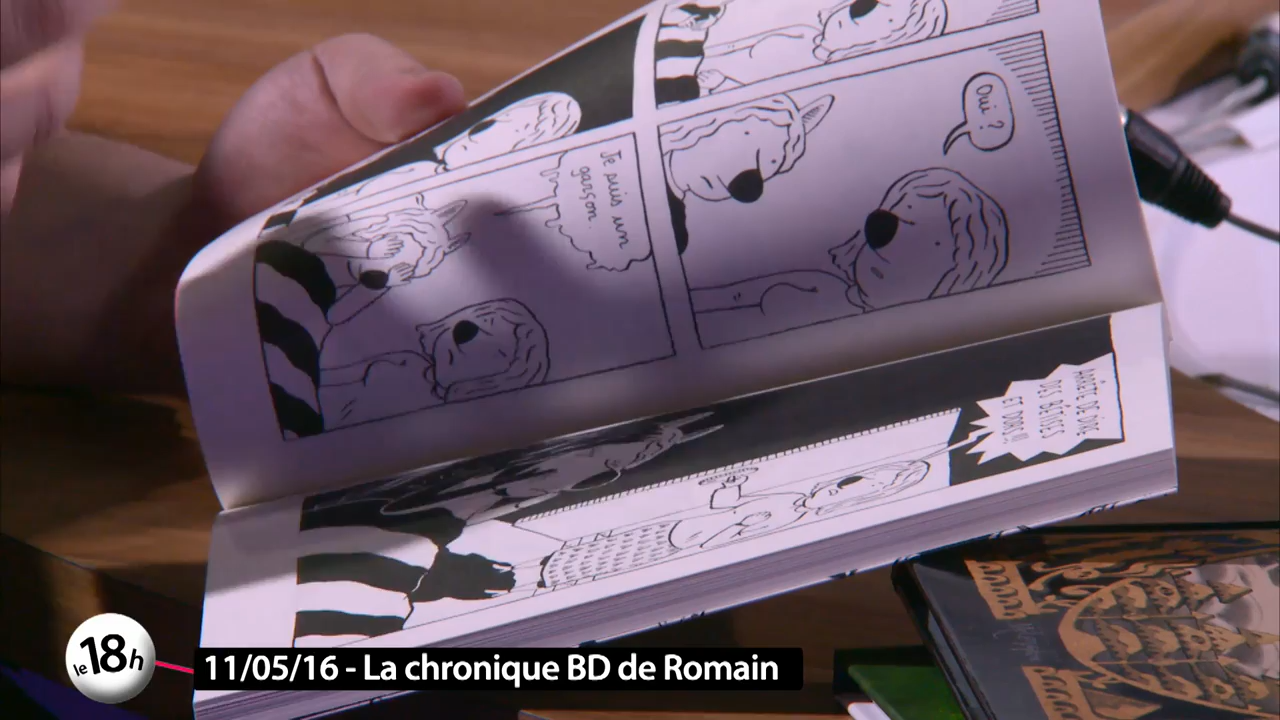 Oui ?
Je suis un
garçon.
ARRÊTE DE DIRE
DES BÊTISES
ET DORS !!!
le 18h
11/05/16 - La chronique BD de Romain